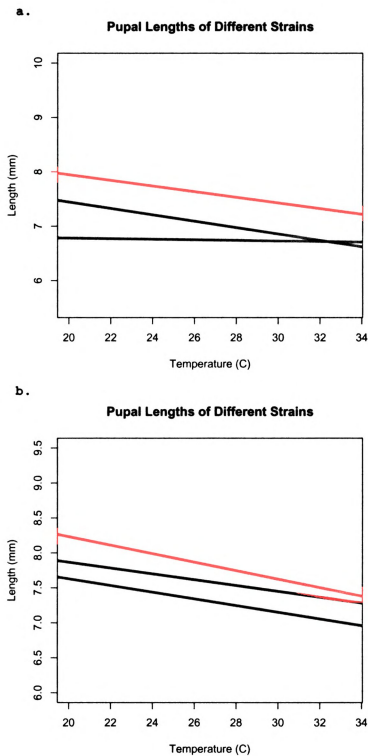 a.
Pupal Lengths of Different Strains
10
9
8
7
6
Length (mm)
20 22 24 26 28 30 32 34
Temperature (C)
b.
Pupal Lengths of Different Strains
9.5
9.0
8.5
8.0
7.5
7.0
6.5
6.0
Length (mm)
20 22 24 26 28 30 32 34
Temperature (C)